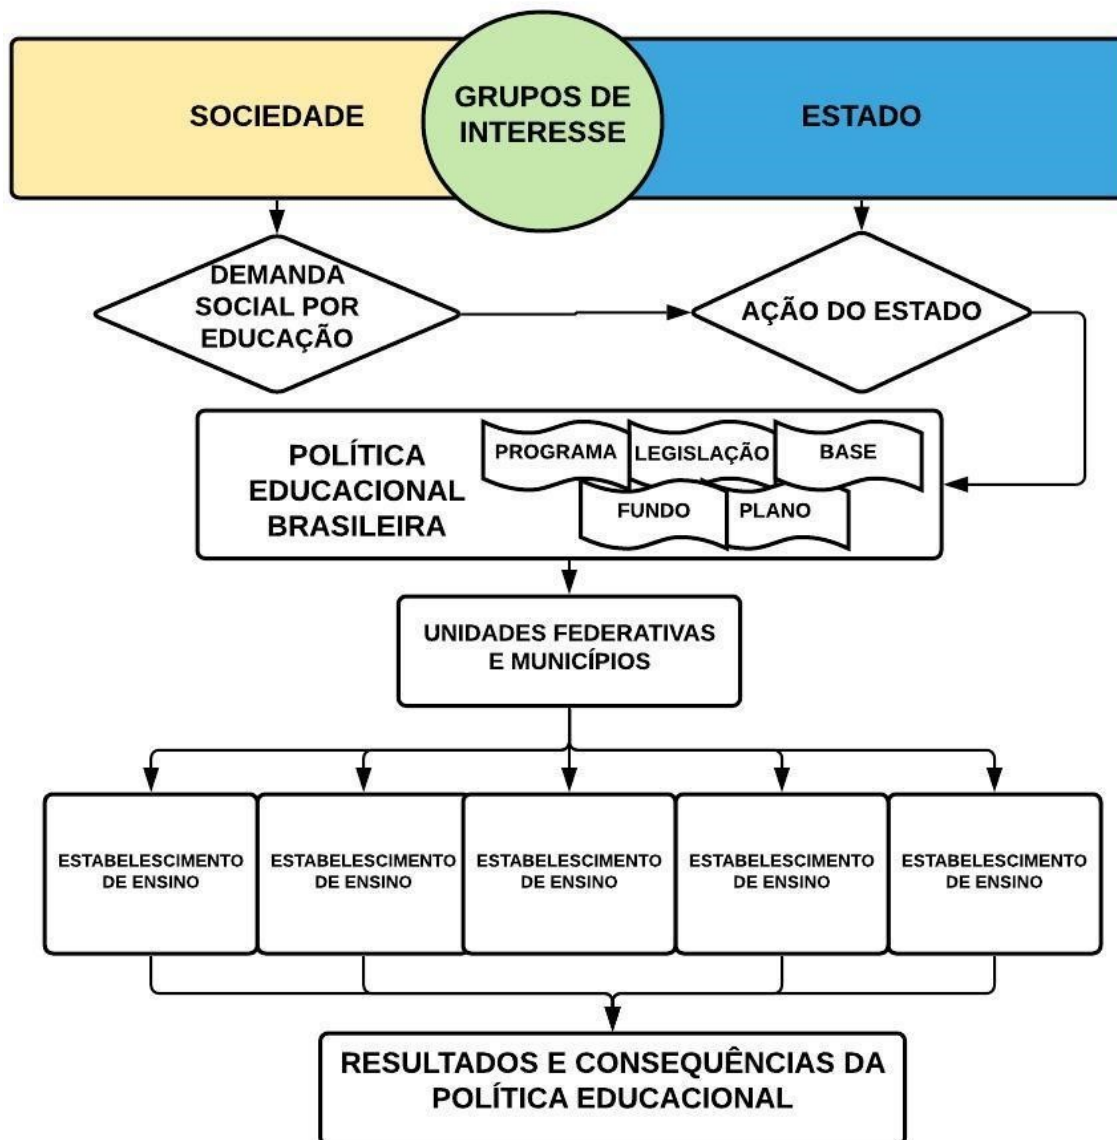 SOCIEDADE
GRUPOS DE
INTERESSE
ESTADO
DEMANDA
SOCIAL POR
EDUCAÇÃO
AÇÃO DO ESTADO
POLÍTICA
EDUCACIONAL
BRASILEIRA
PROGRAMA
LEGISLAÇÃO
BASE
FUNDO
PLANO
UNIDADES FEDERATIVAS
E MUNICÍPIOS
ESTABELESCIMENTO
DE ENSINO
ESTABELESCIMENTO
DE ENSINO
ESTABELESCIMENTO
DE ENSINO
ESTABELESCIMENTO
DE ENSINO
ESTABELESCIMENTO
DE ENSINO
RESULTADOS E CONSEQUÊNCIAS DA
POLÍTICA EDUCACIONAL